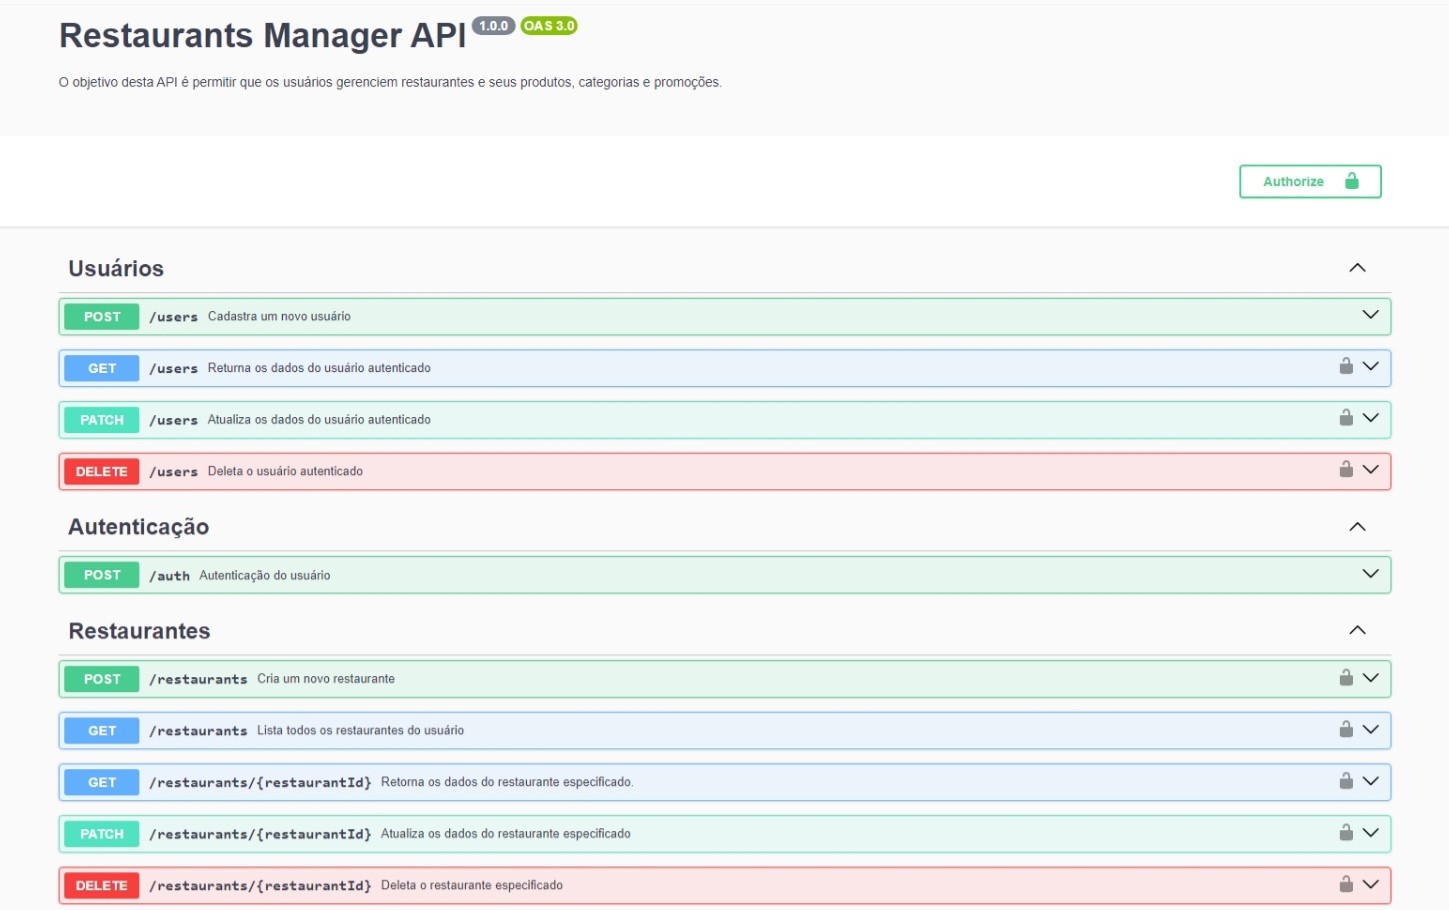 Restaurants Manager API 1.0.0 OAS 3.0
O objetivo desta API é permitir que os usuários gerenciem restaurantes e seus produtos, categorias e promoções.
Authorize
Usuários
POST /users Cadastra um novo usuário
GET /users Returna os dados do usuário autenticado
PATCH /users Atualiza os dados do usuário autenticado
DELETE /users Deleta o usuário autenticado
Autenticação
POST /auth Autenticação do usuário
Restaurantes
POST /restaurants Cria um novo restaurante
GET /restaurants Lista todos os restaurantes do usuário
GET /restaurants/{restaurantId} Retorna os dados do restaurante especificado.
PATCH /restaurants/{restaurantId} Atualiza os dados do restaurante especificado
DELETE /restaurants/{restaurantId} Deleta o restaurante especificado